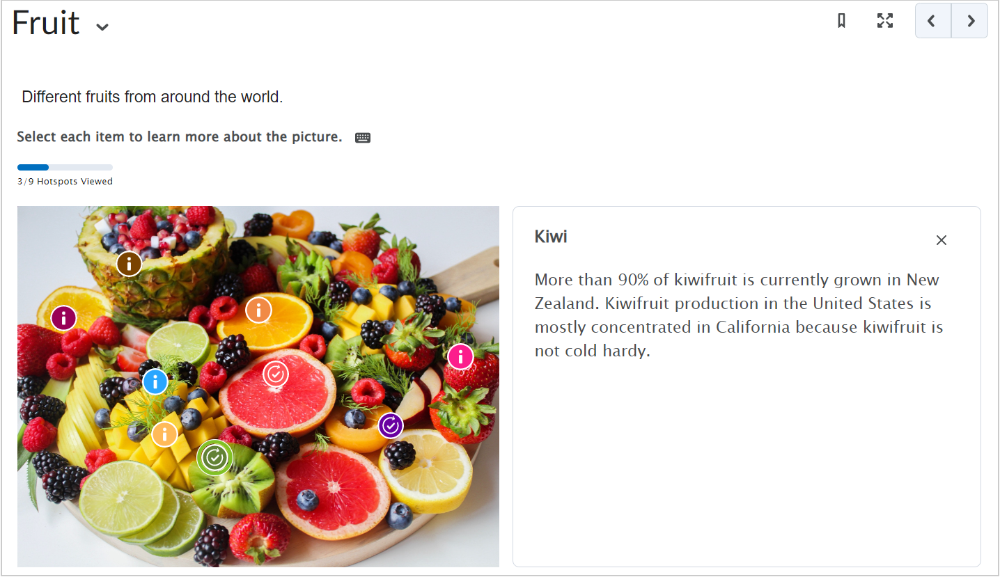 Fruit
Different fruits from around the world.
Select each item to learn more about the picture.
3/9 Hotspots Viewed
Kiwi
More than 90% of kiwifruit is currently grown in New
Zealand. Kiwifruit production in the United States is
mostly concentrated in California because kiwifruit is
not cold hardy.